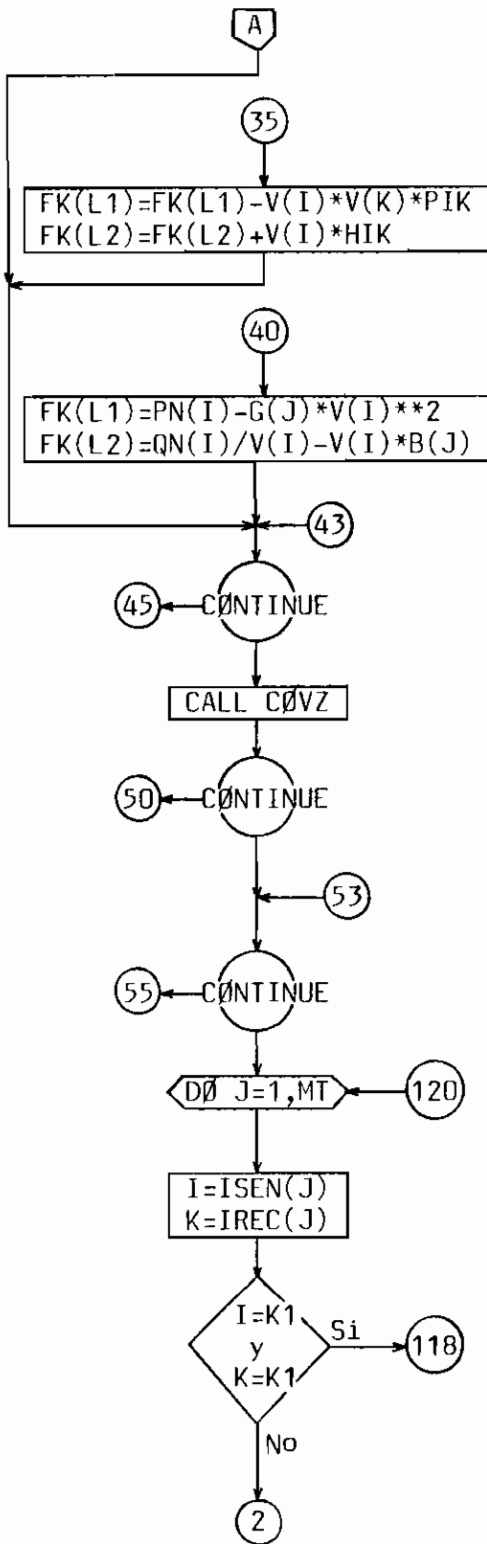 A
35
FK(L1)=FK(L1)-V(I)*V(K)*PIK
FK(L2)=FK(L2)+V(I)*HIK
40
FK(L1)=PN(I)-G(J)*V(I)**2
FK(L2)=QN(I)/V(I)-V(I)*B(J)
43
45 CØNTINUE
CALL CØVZ
50 CØNTINUE
53
55 CØNTINUE
DØ J=1,MT 120
I=ISEN(J)
K=IREC(J)
I=K1
y
K=K1
Si
118
No
2